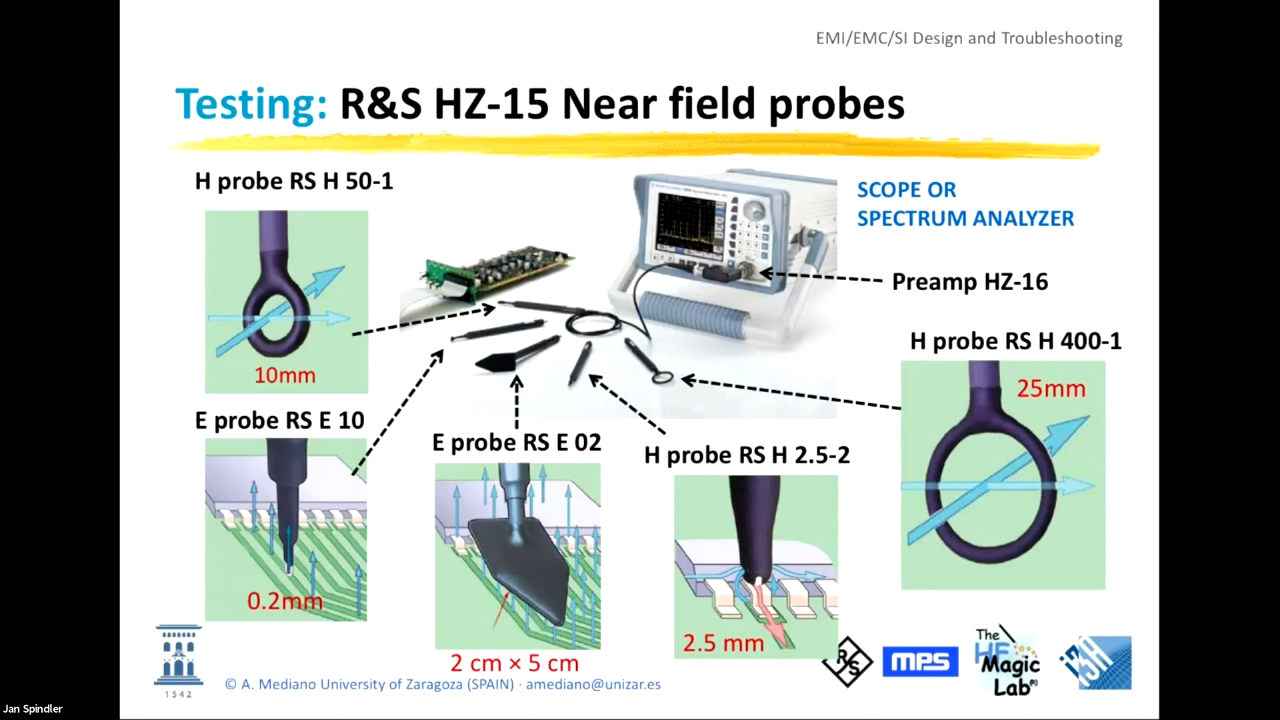 EMI/EMC/SI Design and Troubleshooting
Testing: R&S HZ-15 Near field probes
H probe RS H 50-1
10mm
SCOPE OR
SPECTRUM ANALYZER
Preamp HZ-16
H probe RS H 400-1
25mm
E probe RS E 10
0.2mm
E probe RS E 02
2 cm × 5 cm
H probe RS H 2.5-2
2.5 mm
1542
© A. Mediano University of Zaragoza (SPAIN) · amediano@unizar.es
R S
MPS
The
HF
Magic
Lab
Jan Spindler